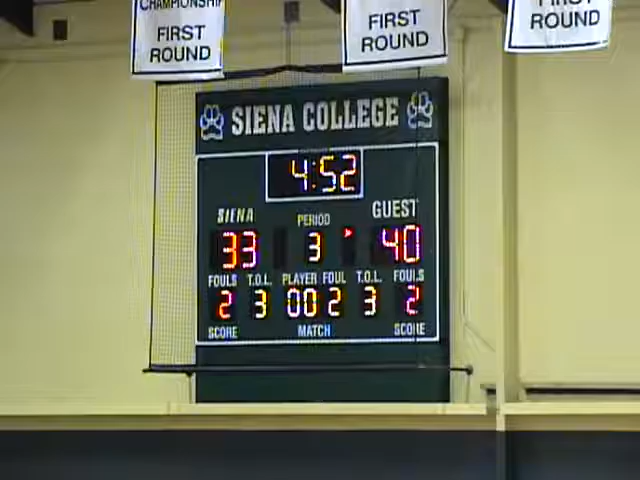 CHAMPIONSHIP
FIRST
ROUND
FIRST
ROUND
FIRST
ROUND
SIENA COLLEGE
4:52
SIENA PERIOD GUEST
33 3 40
FOULS T.O.L. PLAYER FOUL T.O.L. FOULS
2 3 00 2 3 2
SCORE MATCH SCORE